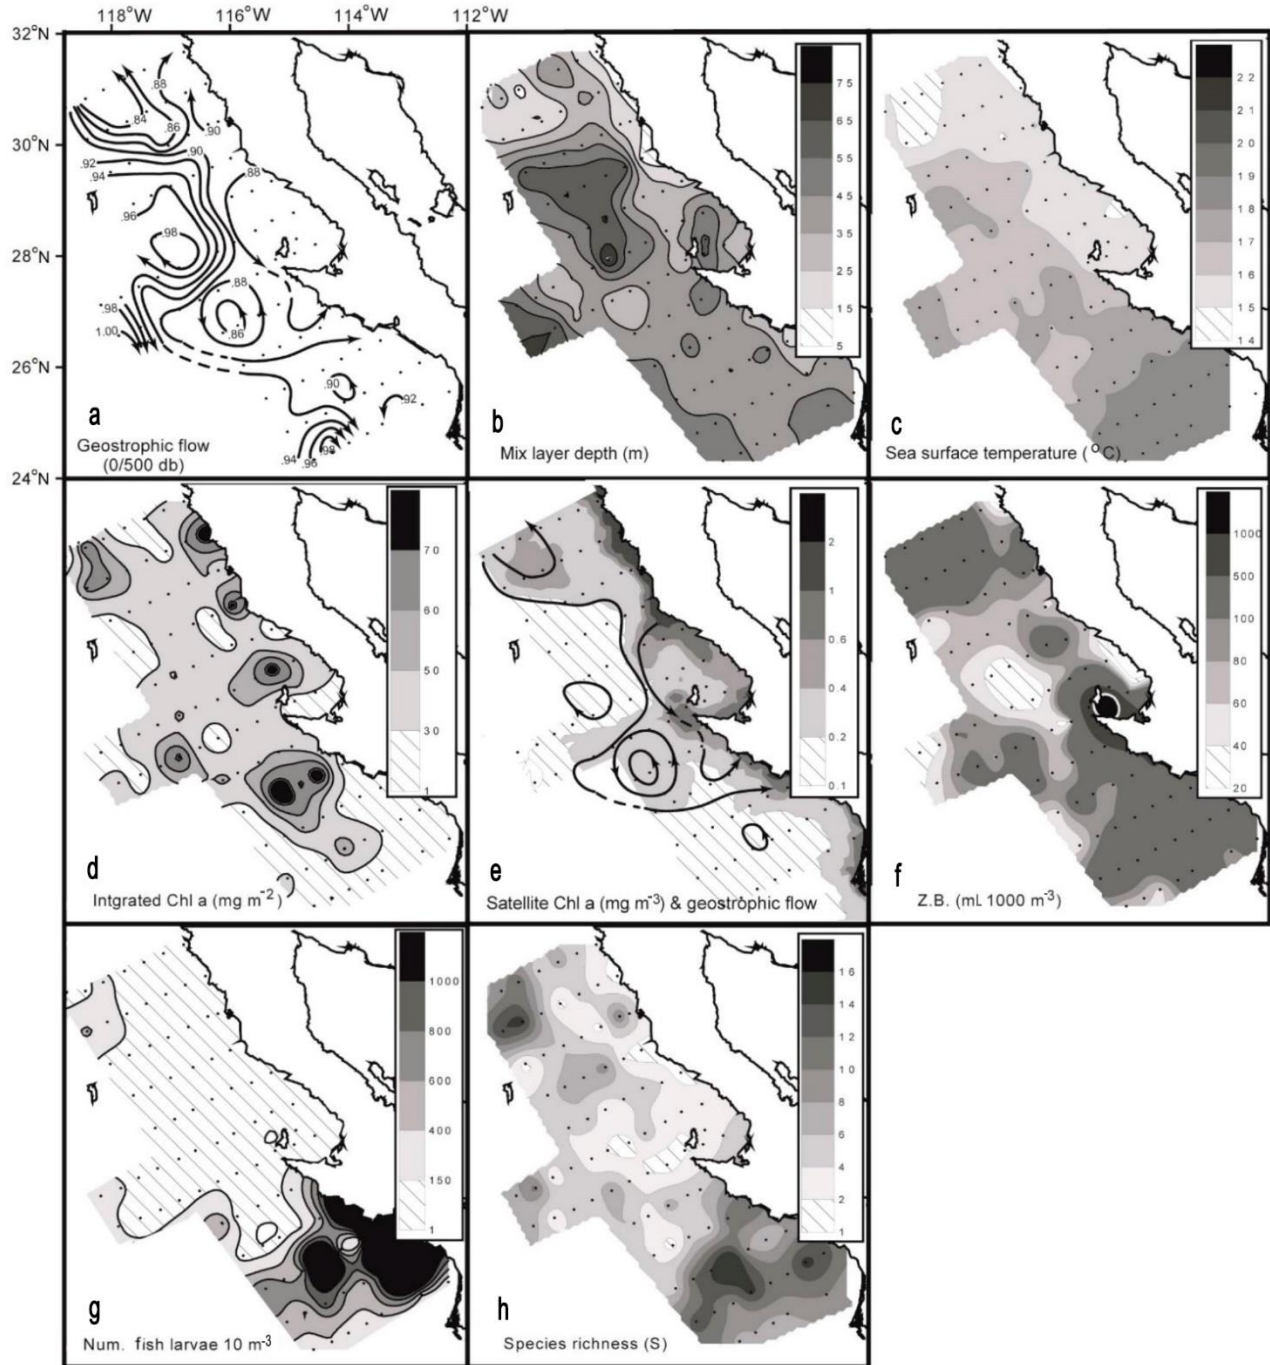 118°W 116°W 114°W 112°W
32°N
30°N
28°N
26°N
24°N
.88
.84
.86
.90
.90
.92
.94
.88
.96
.98
.88
.98
1.00
.86
.90
.92
.94 .96 .98
a
Geostrophic flow
(0/500 db)
75
65
55
45
35
25
15
5
b
Mix layer depth (m)
22
21
20
19
18
17
16
15
14
c
Sea surface temperature (°C)
70
60
50
30
1
d
Intgrated Chl a (mg m-2)
2
1
0.6
0.4
0.2
0.1
e
Satellite Chl a (mg m-3) & geostrophic flow
1000
500
100
80
60
40
20
f
Z.B. (mL 1000 m-3)
1000
800
600
400
150
1
g
Num. fish larvae 10 m-3
16
14
12
10
8
6
4
2
1
h
Species richness (S)